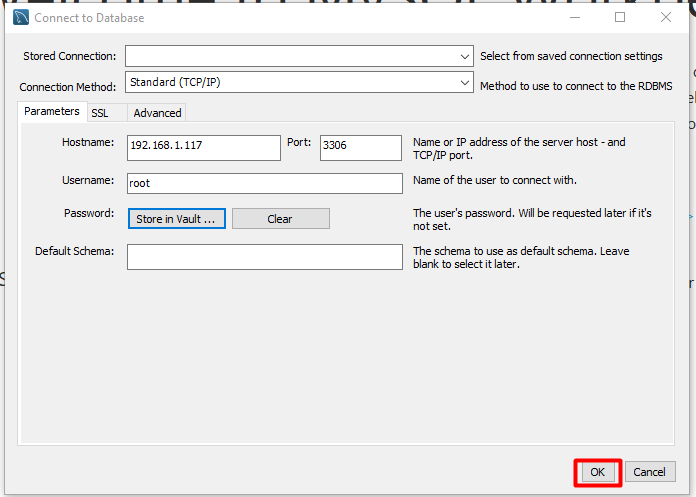 Connect to Database
Stored Connection:
Select from saved connection settings
Connection Method:
Standard (TCP/IP)
Method to use to connect to the RDBMS
Parameters
SSL
Advanced
Hostname:
192.168.1.117
Port:
3306
Name or IP address of the server host - and
TCP/IP port.
Username:
root
Name of the user to connect with.
Password:
Store in Vault ...
Clear
The user's password. Will be requested later if it's
not set.
Default Schema:
The schema to use as default schema. Leave
blank to select it later.
OK
Cancel